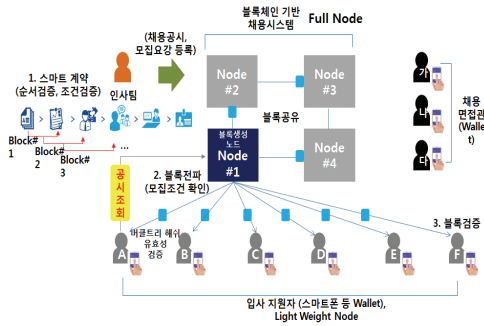 블록체인 기반
채용시스템
Full Node
(채용공시,
모집요강 등록)
1. 스마트 계약
(순서검증, 조건검증)
인사팀
Node
#2
Node
#3
블록공유
블록생성
노드
Node
#1
Node
#4
Block#
1
Block#
2
Block#
3
...
가
나
다
채용
면접관
(Walle
t)
공
시
조
회
2. 블록전파
(모집조건 확인)
3. 블록검증
머클트리 해쉬
유효성
검증
A
B
C
D
E
F
입사 지원자 (스마트폰 등 Wallet),
Light Weight Node